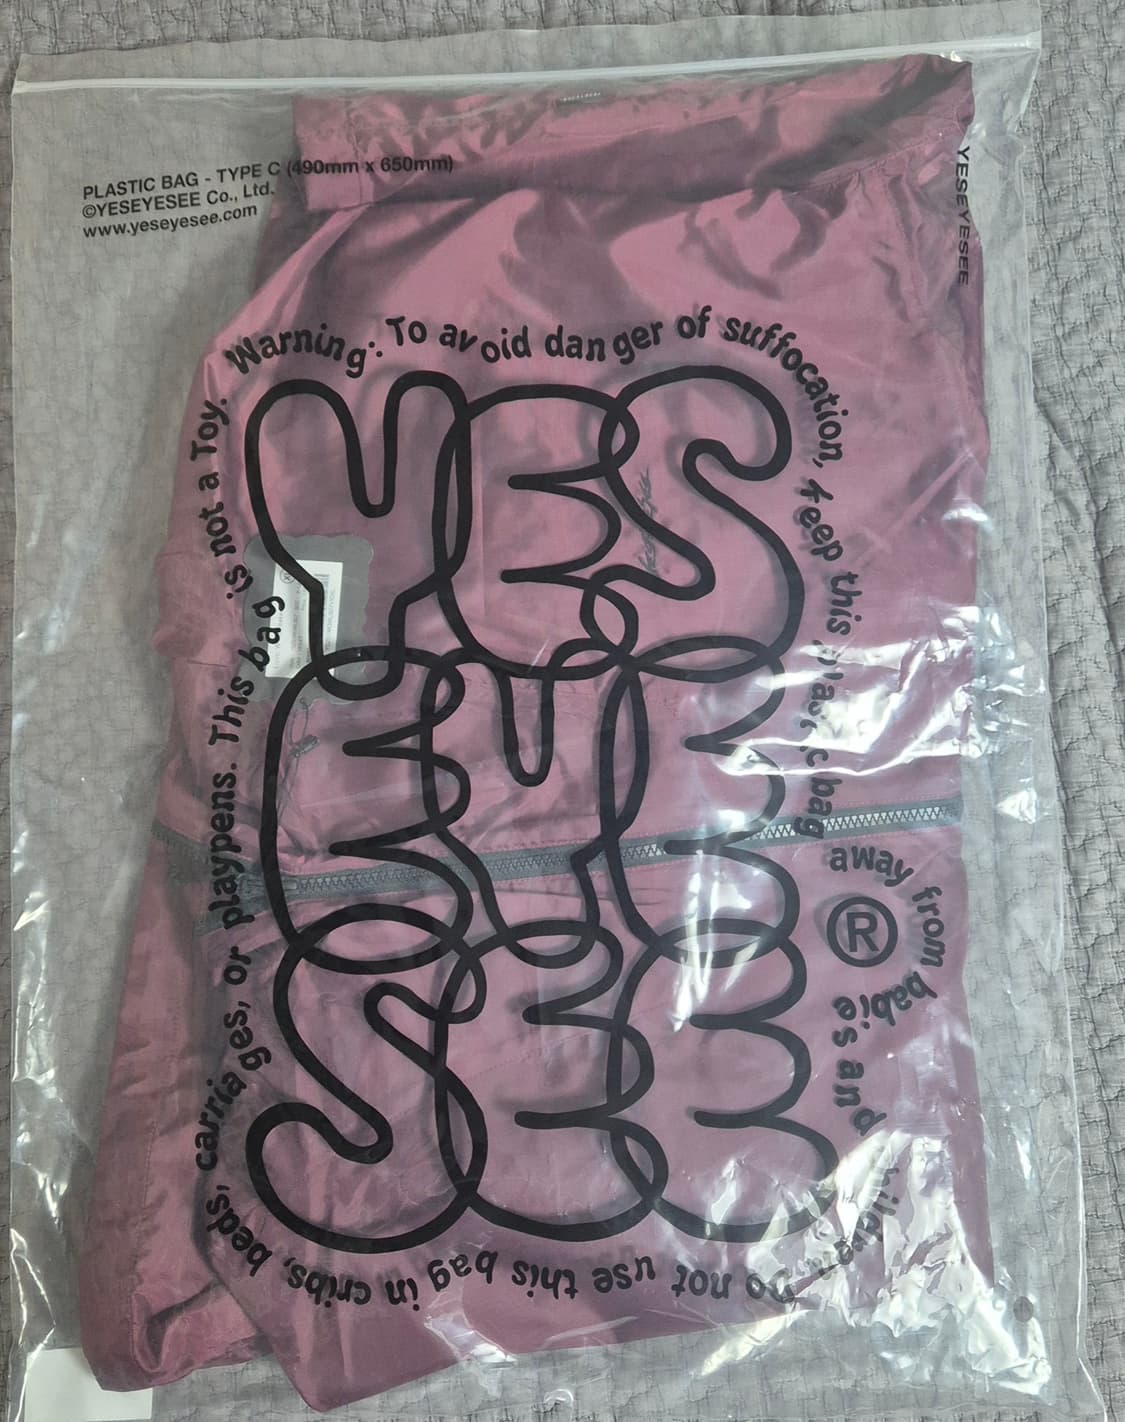 PLASTIC BAG - TYPE C (490mm x 650mm)
©YESEYESEE Co., Ltd.
www.yeseyesee.com
YESEYESEE
Warning: To avoid danger of suffocation, keep this plastic bag away from babies and children. Do not use this bag in cribs, beds, carriages, or playpens. This bag is not a Toy.
YES
EYE
SEE
®